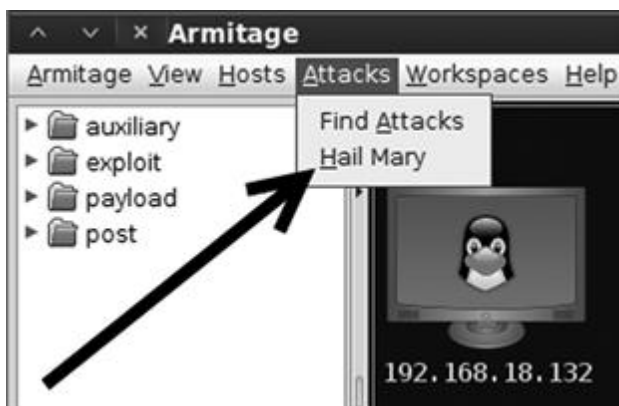 Armitage
Armitage View Hosts Attacks Workspaces Help
Find Attacks
Hail Mary
auxiliary
exploit
payload
post
192.168.18.132